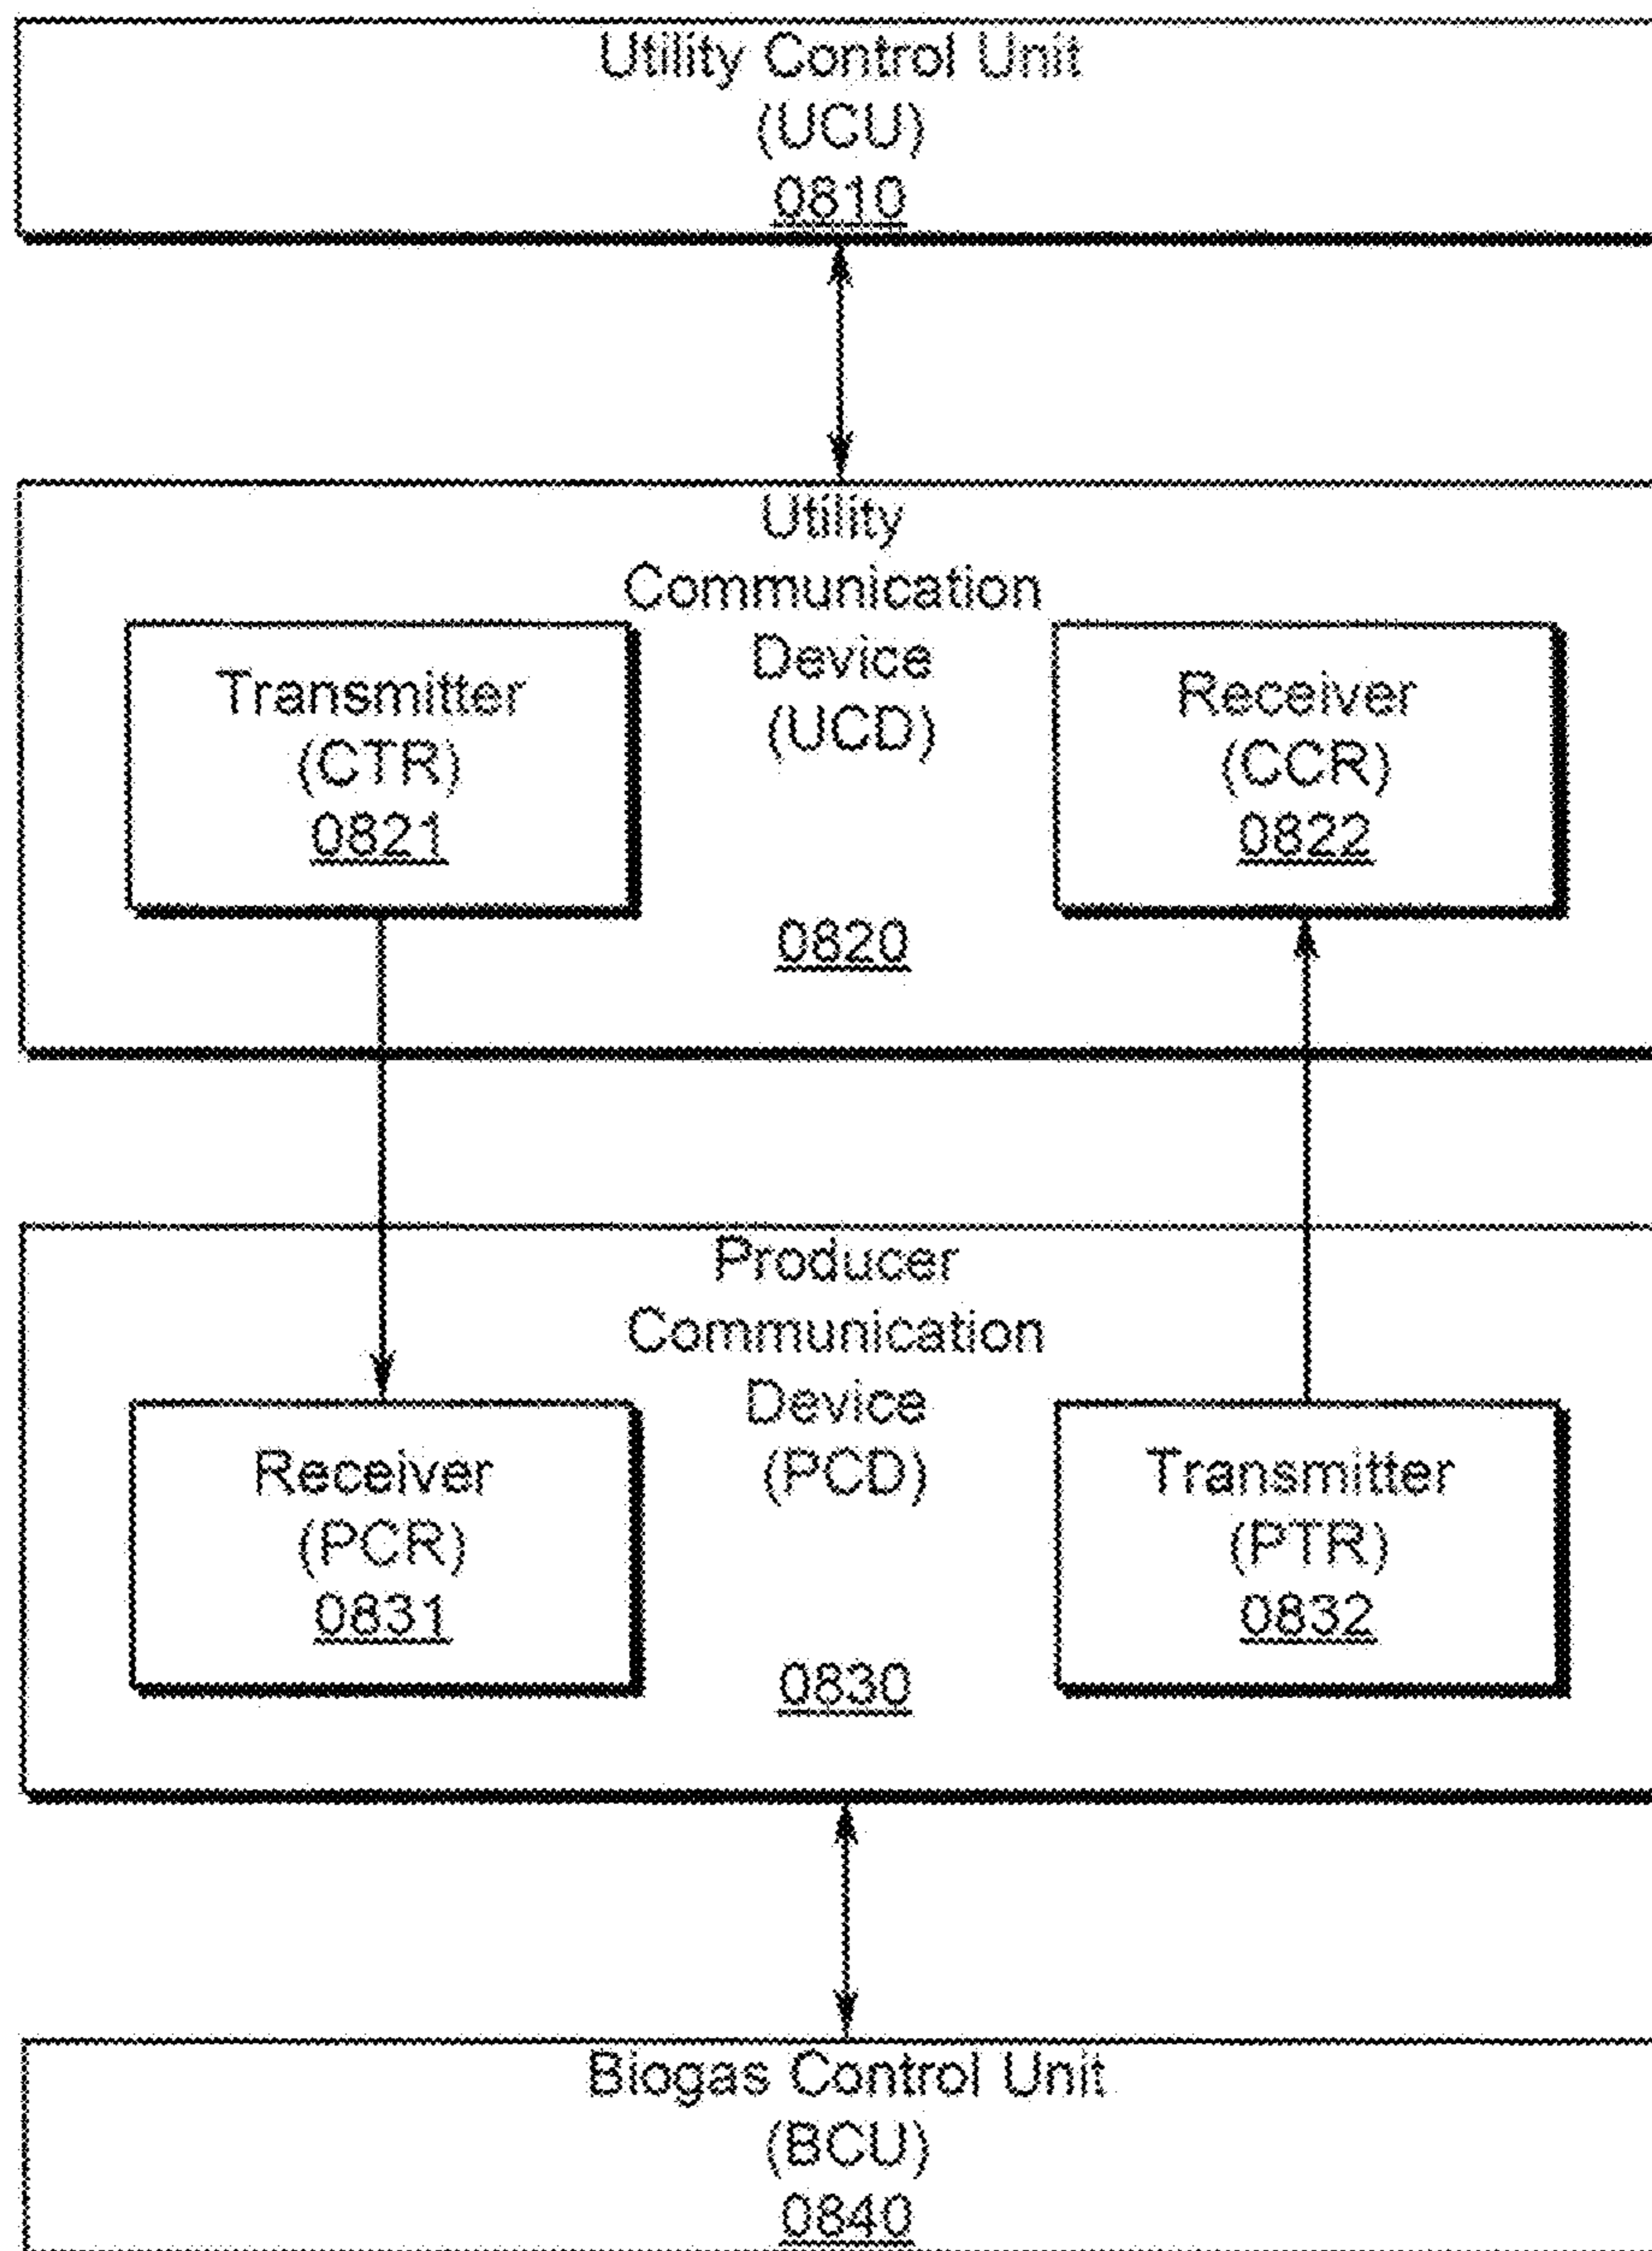 Utility Control Unit
(UCU)
0810
Utility
Communication
Device
(UCD)
Transmitter
(CTR)
0821
Receiver
(CCR)
0822
0820
Producer
Communication
Device
(PCD)
Receiver
(PCR)
0831
Transmitter
(PTR)
0832
0830
Biogas Control Unit
(BCU)
0840